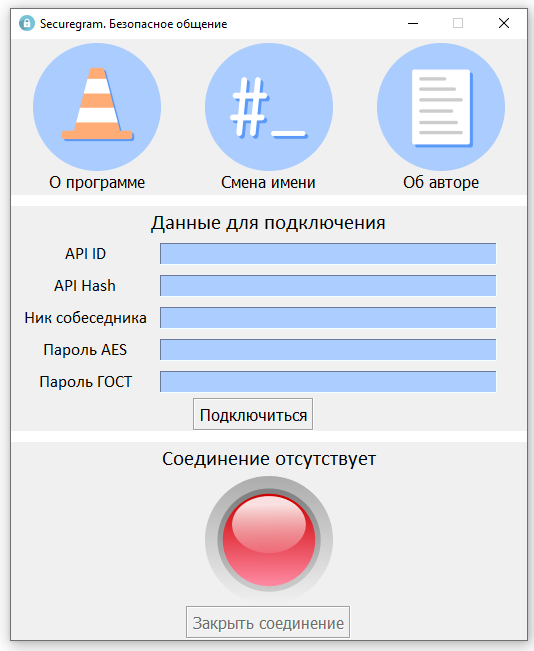 Securegram. Безопасное общение
#_
О программе
Смена имени
Об авторе
Данные для подключения
API ID
API Hash
Ник собеседника
Пароль AES
Пароль ГОСТ
Подключиться
Соединение отсутствует
Закрыть соединение